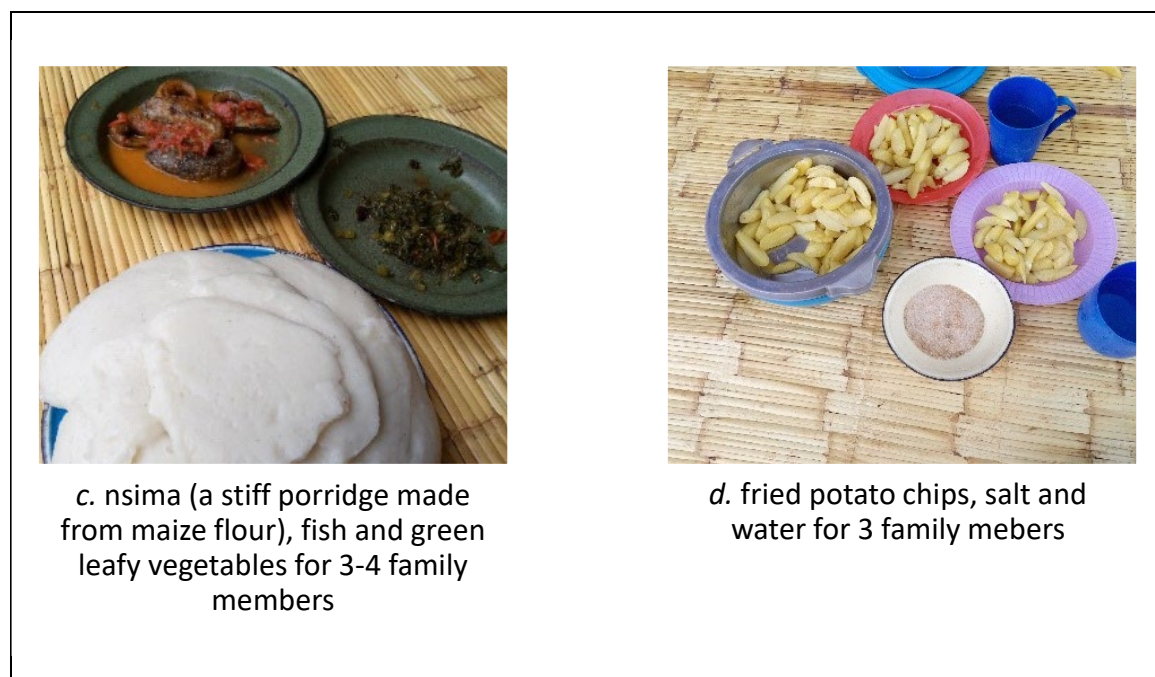 c. nsima (a stiff porridge made
from maize flour), fish and green
leafy vegetables for 3-4 family
members
d. fried potato chips, salt and
water for 3 family mebers